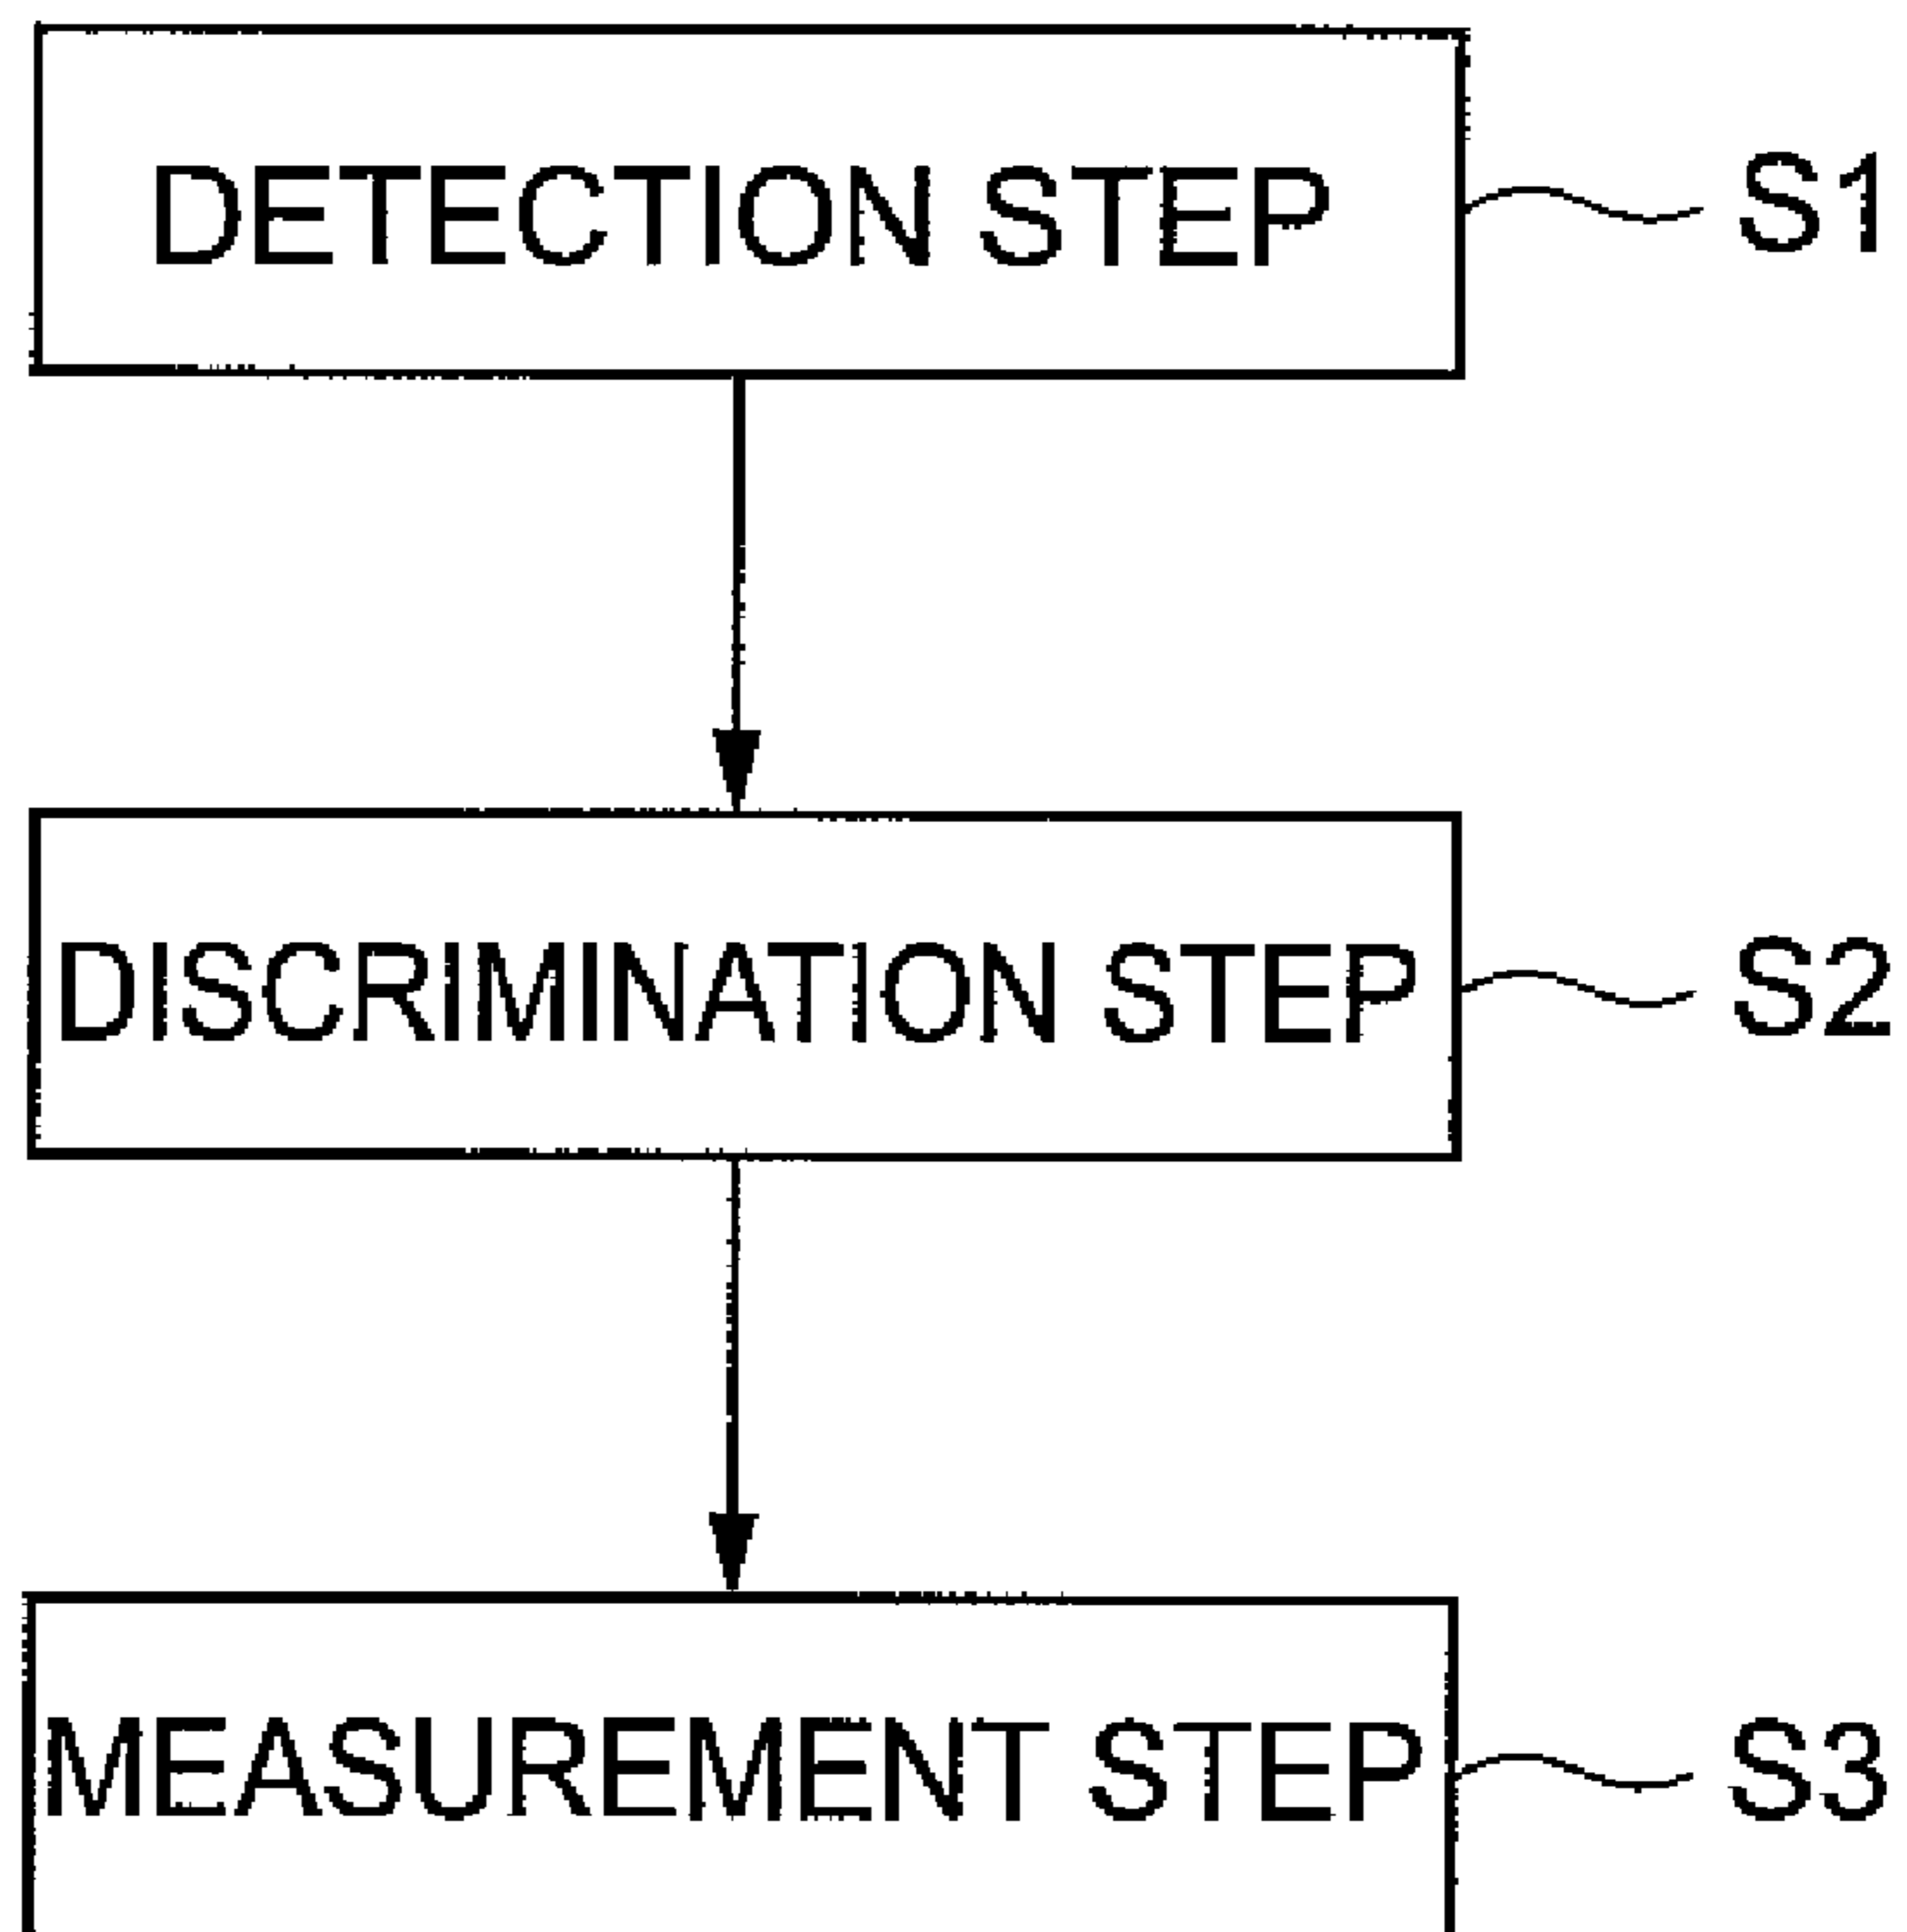 DETECTION STEP S1
DISCRIMINATION STEP S2
MEASUREMENT STEP S3